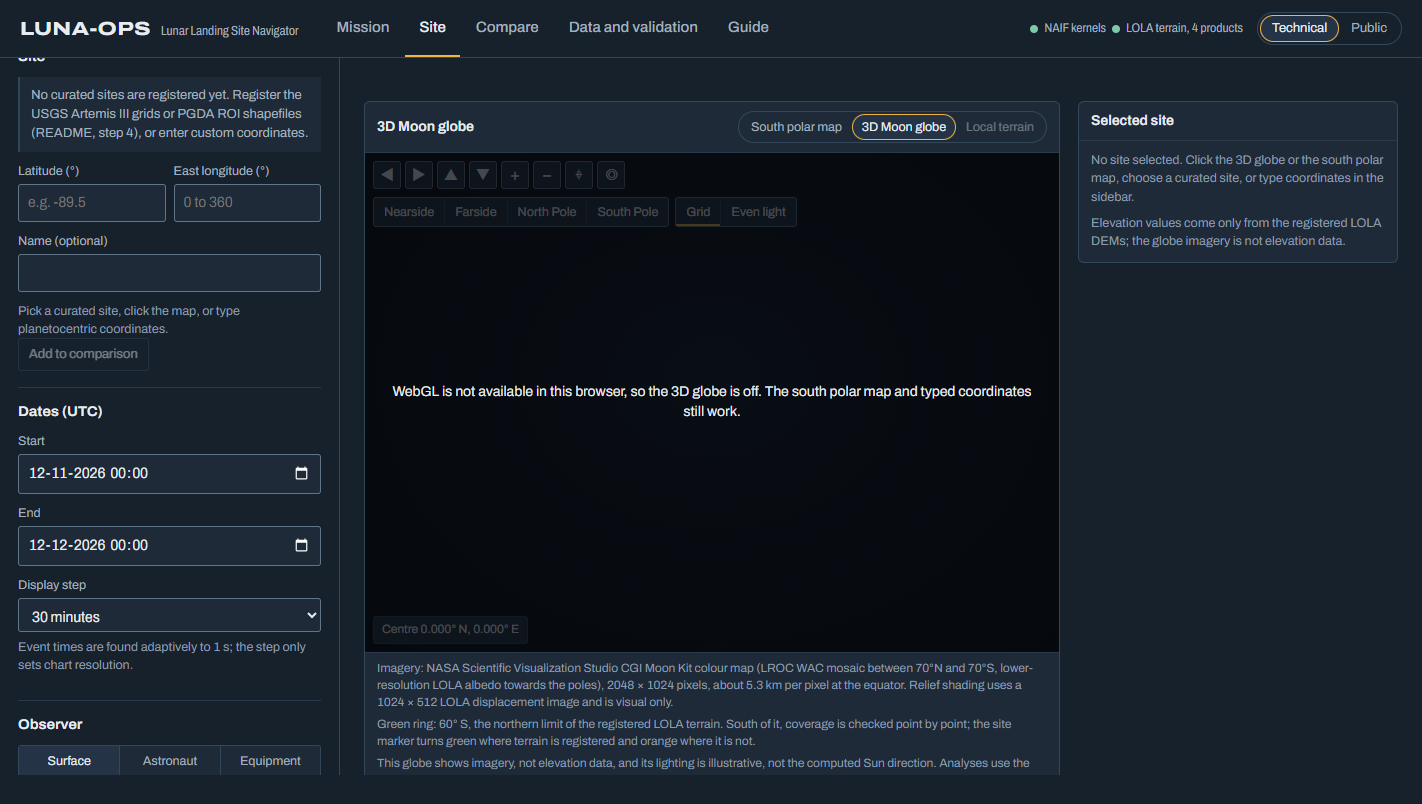 LUNA-OPS Lunar Landing Site Navigator
Mission
Site
Compare
Data and validation
Guide
NAIF kernels
LOLA terrain, 4 products
Technical
Public
Site
No curated sites are registered yet. Register the
USGS Artemis III grids or PGDA ROI shapefiles
(README, step 4), or enter custom coordinates.
Latitude (°)
East longitude (°)
e.g. -89.5
0 to 360
Name (optional)
Pick a curated site, click the map, or type
planetocentric coordinates.
Add to comparison
Dates (UTC)
Start
12-11-2026 00:00
End
12-12-2026 00:00
Display step
30 minutes
Event times are found adaptively to 1 s; the step only
sets chart resolution.
Observer
Surface
Astronaut
Equipment
3D Moon globe
South polar map
3D Moon globe
Local terrain
Nearside
Farside
North Pole
South Pole
Grid
Even light
WebGL is not available in this browser, so the 3D globe is off. The south polar map and typed coordinates
still work.
Centre 0.000° N, 0.000° E
Imagery: NASA Scientific Visualization Studio CGI Moon Kit colour map (LROC WAC mosaic between 70°N and 70°S, lower-
resolution LOLA albedo towards the poles), 2048 × 1024 pixels, about 5.3 km per pixel at the equator. Relief shading uses a
1024 × 512 LOLA displacement image and is visual only.
Green ring: 60° S, the northern limit of the registered LOLA terrain. South of it, coverage is checked point by point; the site
marker turns green where terrain is registered and orange where it is not.
This globe shows imagery, not elevation data, and its lighting is illustrative, not the computed Sun direction. Analyses use the
Selected site
No site selected. Click the 3D globe or the south polar
map, choose a curated site, or type coordinates in the
sidebar.
Elevation values come only from the registered LOLA
DEMs; the globe imagery is not elevation data.